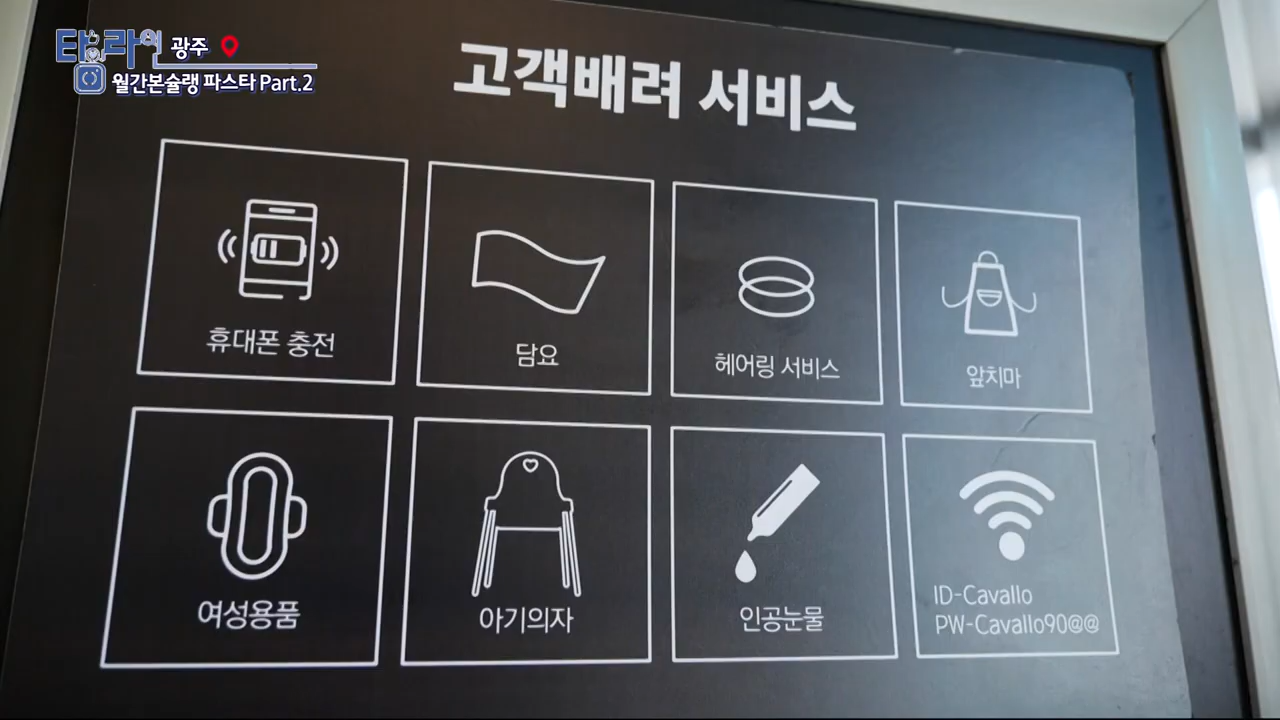 타라이 광주
월간본슐랭 파스타 Part.2
고객배려 서비스
휴대폰 충전
담요
헤어링 서비스
앞치마
여성용품
아기의자
인공눈물
ID-Cavallo
PW-Cavallo90@@